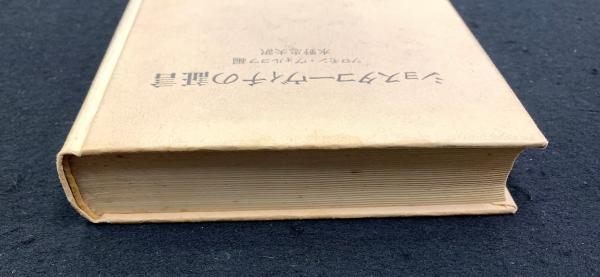 ショスタコーヴィチの証言
ソロモン・ヴォルコフ編
水野忠夫訳